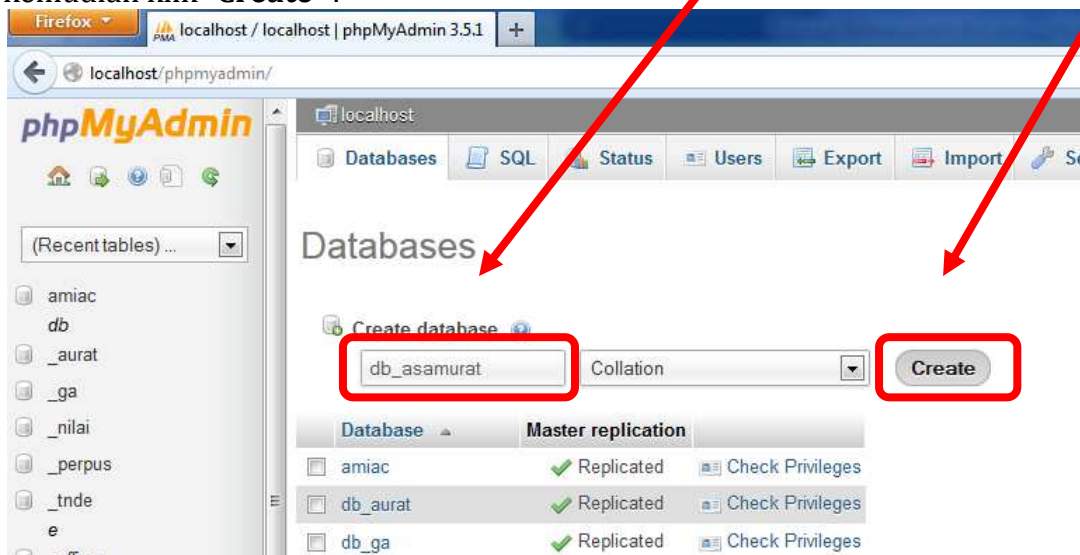 Firefox
localhost / localhost | phpMyAdmin 3.5.1
+
localhost/phpmyadmin/
phpMyAdmin
localhost
Databases SQL Status Users Export Import
(Recent tables) ...
Databases
amiac
db
_aurat
_ga
_nilai
_perpus
_tnde
e
Create database
db_asamurat Collation Create
Database Master replication
amiac Replicated Check Privileges
db_aurat Replicated Check Privileges
db_ga Replicated Check Privileges